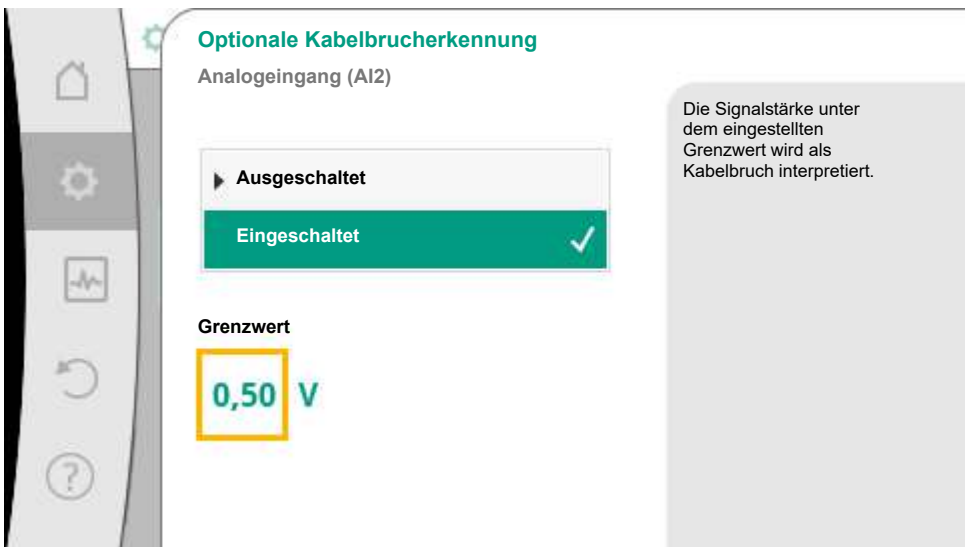 Optionale Kabelbrucherkennung
Analogeingang (AI2)
Ausgeschaltet
Eingeschaltet
Grenzwert
0,50 V
Die Signalstärke unter
dem eingestellten
Grenzwert wird als
Kabelbruch interpretiert.
?